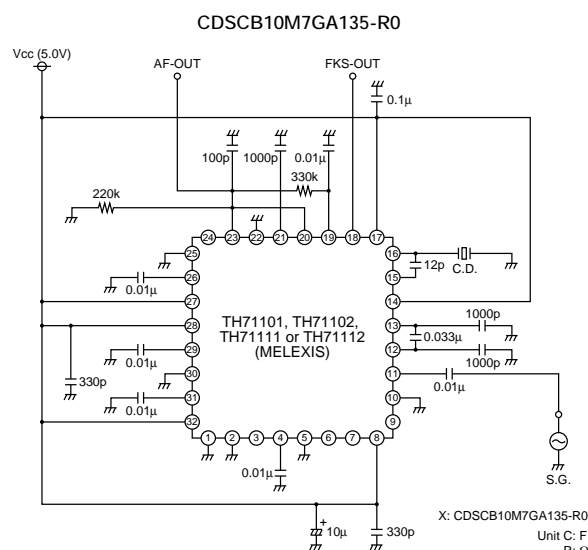 CDSCB10M7GA135-R0
Vcc (5.0V)
AF-OUT
FKS-OUT
0.1μ
100p
1000p
0.01μ
330k
220k
24
23
22
21
20
19
18
17
25
26
27
28
29
30
31
32
16
15
14
13
12
11
10
9
1
2
3
4
5
6
7
8
0.01μ
330p
0.01μ
0.01μ
TH71101, TH71102,
TH71111 or TH71112
(MELEXIS)
12p
C.D.
1000p
0.033μ
1000p
0.01μ
S.G.
0.01μ
+
10μ
330p
X: CDSCB10M7GA135-R0
Unit C: F